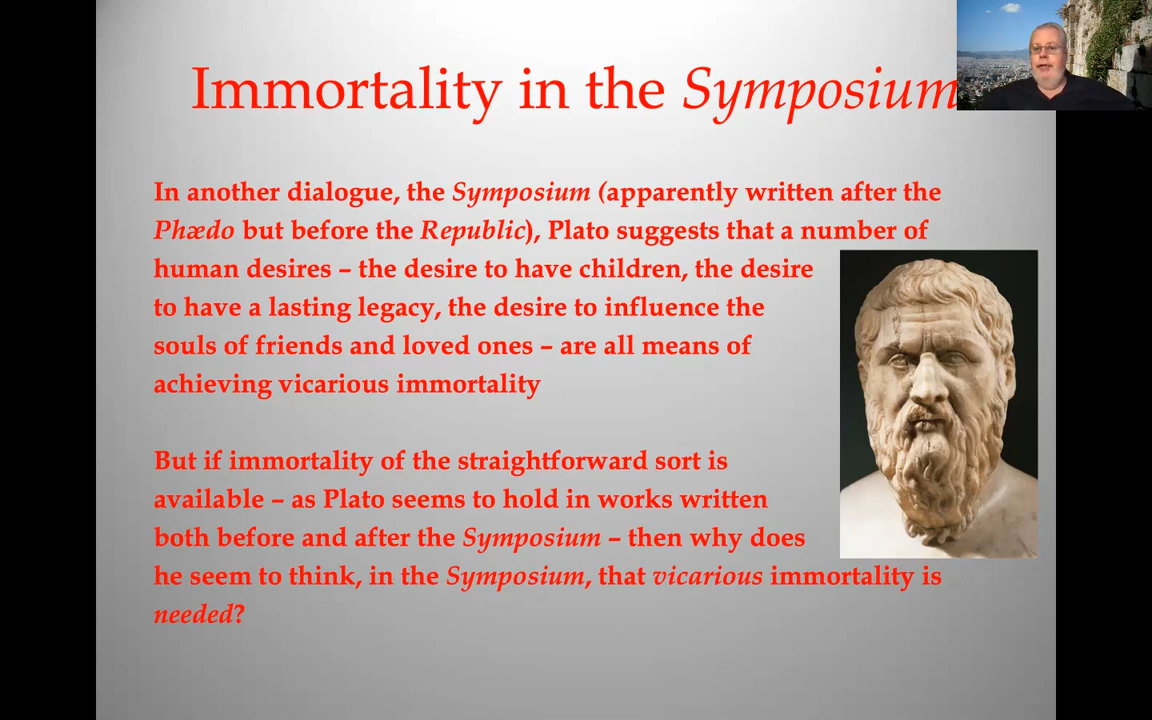 Immortality in the Symposium
In another dialogue, the Symposium (apparently written after the
Phædo but before the Republic), Plato suggests that a number of
human desires – the desire to have children, the desire
to have a lasting legacy, the desire to influence the
souls of friends and loved ones – are all means of
achieving vicarious immortality
But if immortality of the straightforward sort is
available – as Plato seems to hold in works written
both before and after the Symposium – then why does
he seem to think, in the Symposium, that vicarious immortality is
needed?